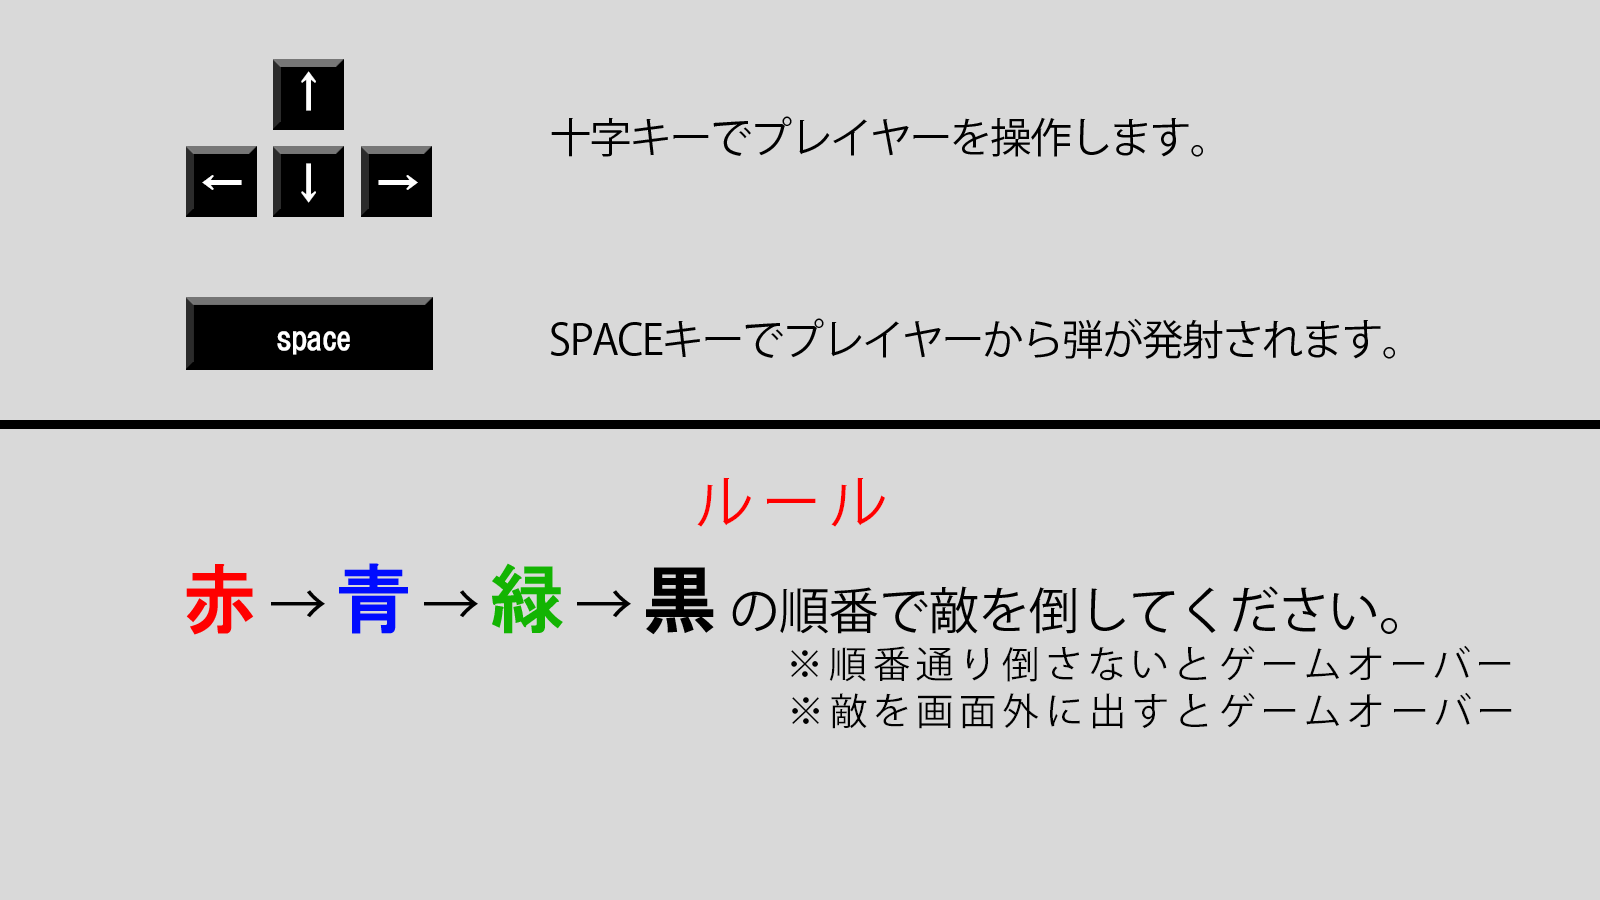 ↑
← ↓ →
十字キーでプレイヤーを操作します。
space
SPACEキーでプレイヤーから弾が発射されます。
ルール
赤→青→緑→黒の順番で敵を倒してください。
※順番通り倒さないとゲームオーバー
※敵を画面外に出すとゲームオーバー